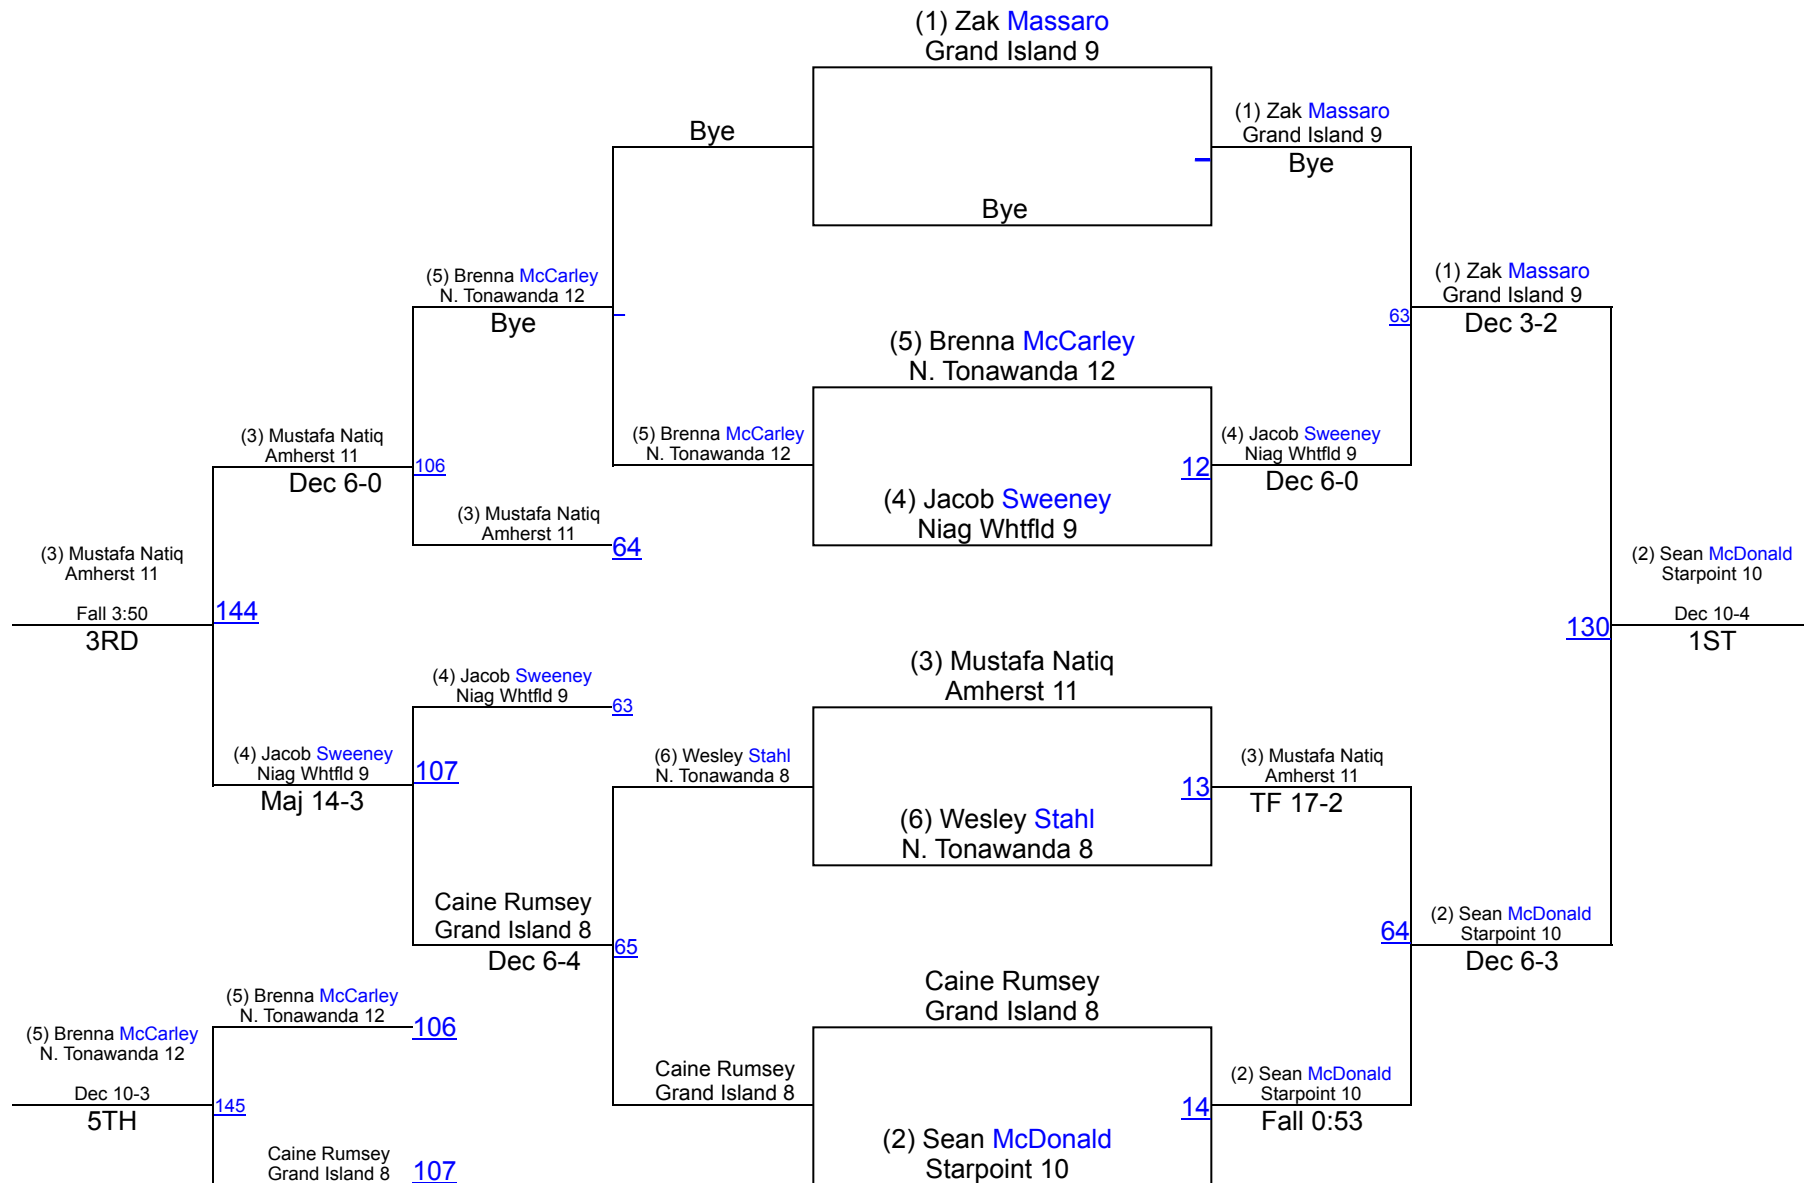 (1) Zak Massaro
Grand Island 9
Bye
(1) Zak Massaro
Grand Island 9
Bye
Bye
(5) Brenna McCarley
N. Tonawanda 12
Bye
(1) Zak Massaro
Grand Island 9
Dec 3-2
63
(5) Brenna McCarley
N. Tonawanda 12
(3) Mustafa Natiq
Amherst 11
Dec 6-0
106
(5) Brenna McCarley
N. Tonawanda 12
(4) Jacob Sweeney
Niag Whtfld 9
12
(4) Jacob Sweeney
Niag Whtfld 9
Dec 6-0
(3) Mustafa Natiq
Amherst 11
64
(3) Mustafa Natiq
Amherst 11
Fall 3:50
3RD
144
(2) Sean McDonald
Starpoint 10
Dec 10-4
1ST
130
(4) Jacob Sweeney
Niag Whtfld 9
63
(3) Mustafa Natiq
Amherst 11
(4) Jacob Sweeney
Niag Whtfld 9
Maj 14-3
107
(6) Wesley Stahl
N. Tonawanda 8
13
(3) Mustafa Natiq
Amherst 11
TF 17-2
(6) Wesley Stahl
N. Tonawanda 8
Caine Rumsey
Grand Island 8
Dec 6-4
65
64
(2) Sean McDonald
Starpoint 10
Dec 6-3
Caine Rumsey
Grand Island 8
(5) Brenna McCarley
N. Tonawanda 12
106
(5) Brenna McCarley
N. Tonawanda 12
Dec 10-3
5TH
145
Caine Rumsey
Grand Island 8
14
(2) Sean McDonald
Starpoint 10
Fall 0:53
Caine Rumsey
Grand Island 8
107
(2) Sean McDonald
Starpoint 10